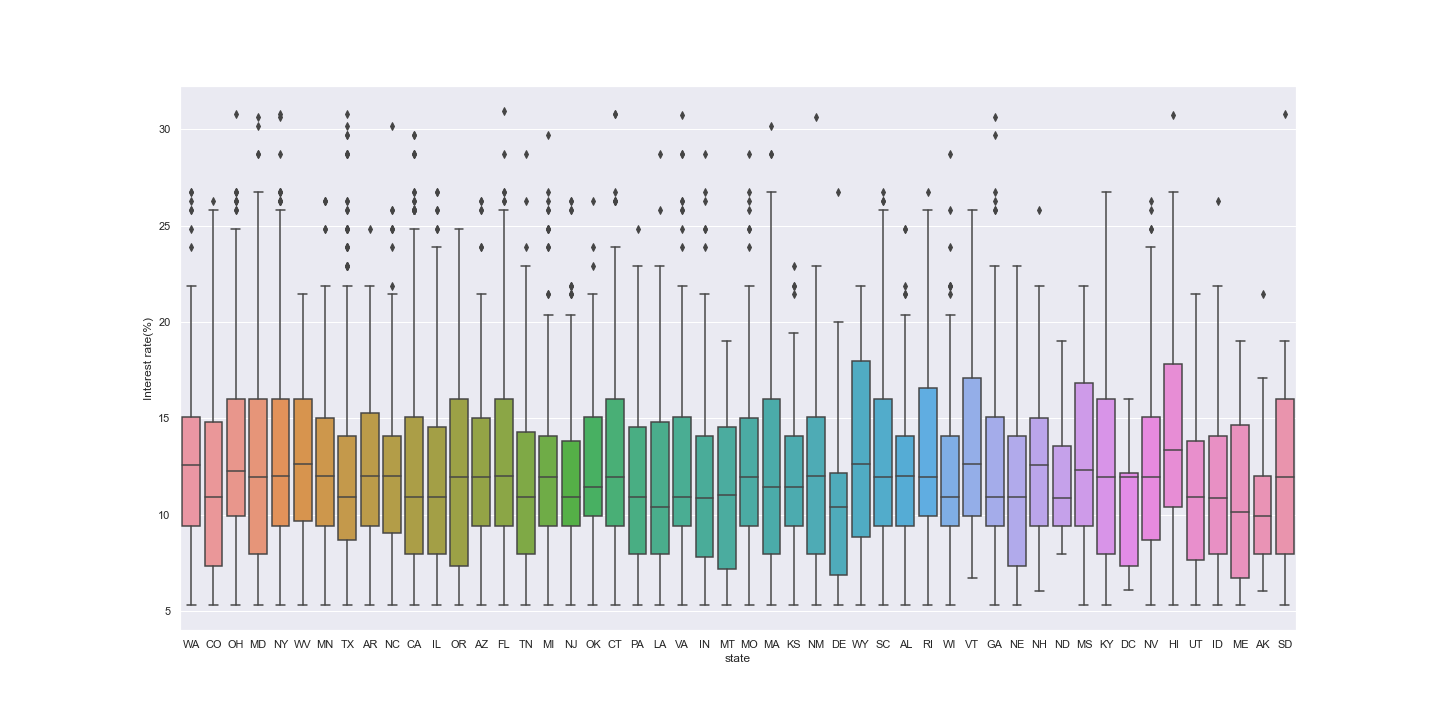 30
25
20
15
10
5
Interest rate(%)
WA CO OH MD NY WV MN TX AR NC CA IL OR AZ FL TN MI NJ OK CT PA LA VA IN MT MO MA KS NM DE WY SC AL RI WI VT GA NE NH ND MS KY DC NV HI UT ID ME AK SD
state